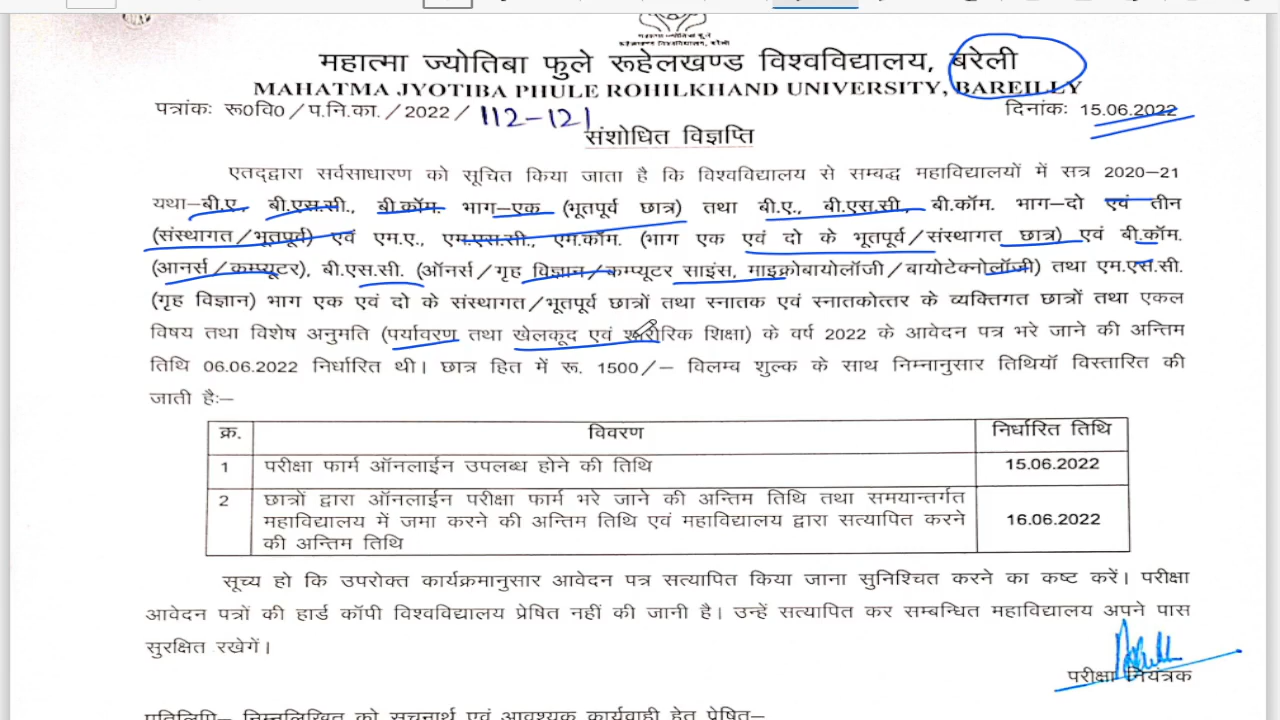 महात्मा ज्योतिबा फुले रूहेलखण्ड विश्वविद्यालय, बरेली
MAHATMA JYOTIBA PHULE ROHILKHAND UNIVERSITY, BAREILLY
पत्रांकः रू0वि0/प.नि.का./2022/ 112-121 दिनांकः 15.06.2022
संशोधित विज्ञप्ति
एतद्द्वारा सर्वसाधारण को सूचित किया जाता है कि विश्वविद्यालय से सम्बद्ध महाविद्यालयों में सत्र 2020-21
यथा-बी.ए., बी.एस.सी., बी.कॉम. भाग-एक (भूतपूर्व छात्र) तथा बी.ए., बी.एस.सी., बी.कॉम. भाग-दो एवं तीन
(संस्थागत/भूतपूर्व) एवं एम.ए., एम.एस.सी., एम.कॉम. (भाग एक एवं दो के भूतपूर्व/संस्थागत छात्र) एवं बी.कॉम.
(आनर्स/कम्प्यूटर), बी.एस.सी. (ऑनर्स/गृह विज्ञान/कम्प्यूटर साइंस, माइक्रोबायोलॉजी/बायोटेक्नोलॉजी) तथा एम.एस.सी.
(गृह विज्ञान) भाग एक एवं दो के संस्थागत/भूतपूर्व छात्रों तथा स्नातक एवं स्नातकोत्तर के व्यक्तिगत छात्रों तथा एकल
विषय तथा विशेष अनुमति (पर्यावरण तथा खेलकूद एवं शारीरिक शिक्षा) के वर्ष 2022 के आवेदन पत्र भरे जाने की अन्तिम
तिथि 06.06.2022 निर्धारित थी। छात्र हित में रू. 1500/- विलम्ब शुल्क के साथ निम्नानुसार तिथियाँ विस्तारित की
जाती हैः-
क्र. विवरण निर्धारित तिथि
1 परीक्षा फार्म ऑनलाईन उपलब्ध होने की तिथि 15.06.2022
2 छात्रों द्वारा ऑनलाईन परीक्षा फार्म भरे जाने की अन्तिम तिथि तथा समयान्तर्गत
महाविद्यालय में जमा करने की अन्तिम तिथि एवं महाविद्यालय द्वारा सत्यापित करने 16.06.2022
की अन्तिम तिथि
सूच्य हो कि उपरोक्त कार्यक्रमानुसार आवेदन पत्र सत्यापित किया जाना सुनिश्चित करने का कष्ट करें। परीक्षा
आवेदन पत्रों की हार्ड कॉपी विश्वविद्यालय प्रेषित नहीं की जानी है। उन्हें सत्यापित कर सम्बन्धित महाविद्यालय अपने पास
सुरक्षित रखेगें।
परीक्षा नियंत्रक
प्रतिलिपि- निम्नलिखित को सूचनार्थ एवं आवश्यक कार्यवाही हेतु प्रेषित-